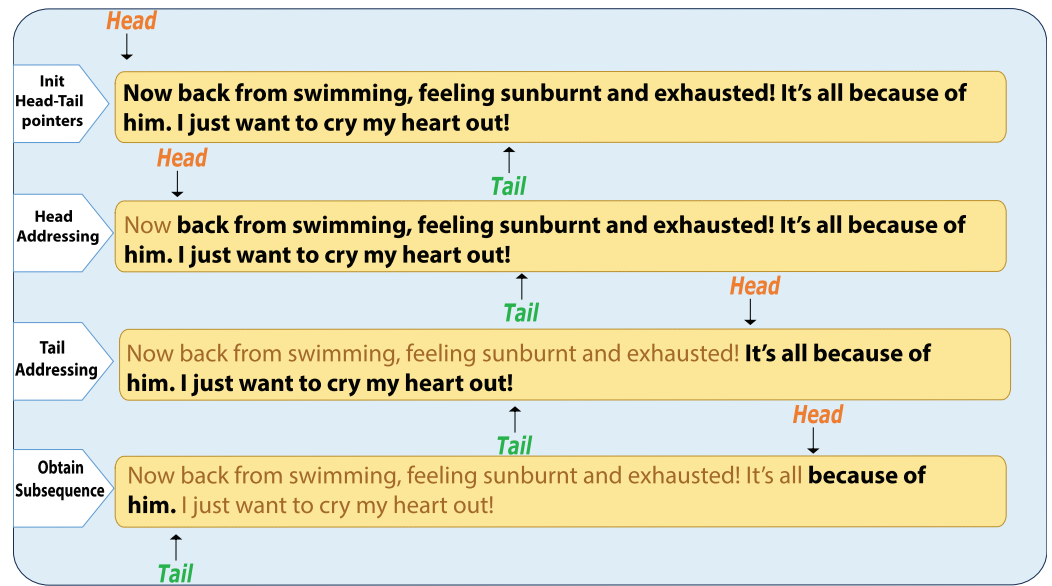 Head
Init
Head-Tail
pointers
Now back from swimming, feeling sunburnt and exhausted! It's all because of
him. I just want to cry my heart out!
Tail
Head
Head
Addressing
Now back from swimming, feeling sunburnt and exhausted! It's all because of
him. I just want to cry my heart out!
Tail
Head
Tail
Addressing
Now back from swimming, feeling sunburnt and exhausted! It's all because of
him. I just want to cry my heart out!
Tail
Head
Obtain
Subsequence
Now back from swimming, feeling sunburnt and exhausted! It's all because of
him. I just want to cry my heart out!
Tail